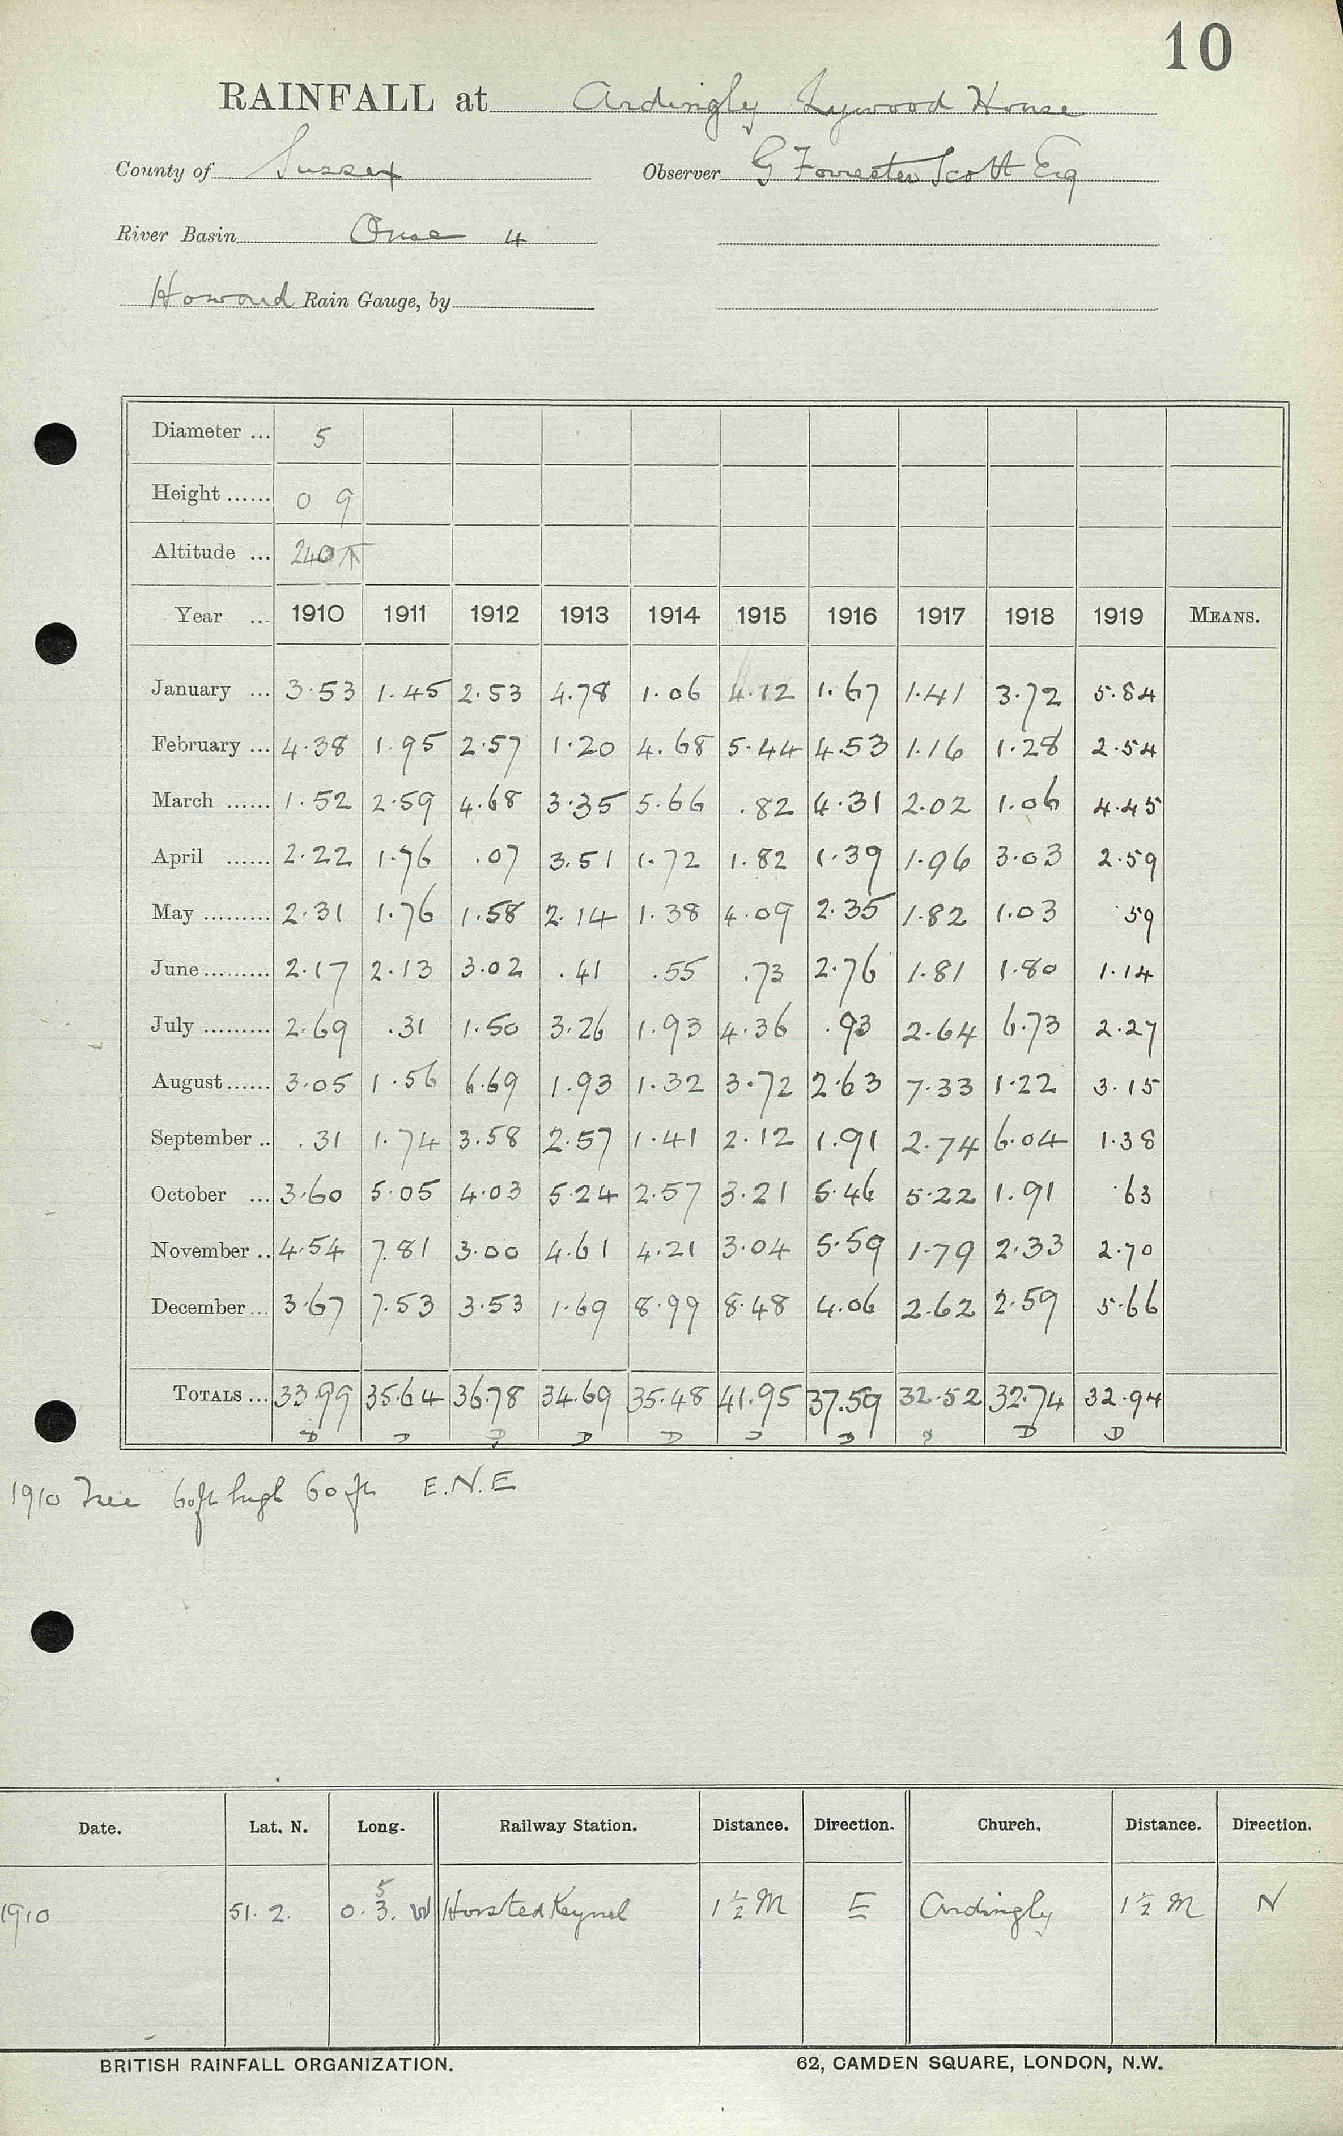 10
RAINFALL at Ardingly Lywood House
County of Sussex Observer G Forrester Scott Esq
River Basin Ouse 4
Howard Rain Gauge, by
Diameter ... 5
Height ...... 0 9
Altitude ... 240
Year ... 1910 1911 1912 1913 1914 1915 1916 1917 1918 1919 MEANS.
January ... 3.53 1.45 2.53 4.78 1.06 4.12 1.67 1.41 3.72 5.84
February ... 4.38 1.95 2.57 1.20 4.68 5.44 4.53 1.16 1.28 2.54
March ...... 1.52 2.59 4.68 3.35 5.66 .82 4.31 2.02 1.06 4.45
April ...... 2.22 1.76 .07 3.51 1.72 1.82 1.39 1.96 3.03 2.59
May ......... 2.31 1.76 1.58 2.14 1.38 4.09 2.35 1.82 1.03 .59
June ......... 2.17 2.13 3.02 .41 .55 .73 2.76 1.81 1.80 1.14
July ......... 2.69 .31 1.50 3.26 1.93 4.36 .93 2.64 6.73 2.27
August ...... 3.05 1.56 6.69 1.93 1.32 3.72 2.63 7.33 1.22 3.15
September .. .31 1.74 3.58 2.57 1.41 2.12 1.91 2.74 6.04 1.38
October ... 3.60 5.05 4.03 5.24 2.57 3.21 5.46 5.22 1.91 .63
November .. 4.54 7.81 3.00 4.61 4.21 3.04 5.59 1.79 2.33 2.70
December ... 3.67 7.53 3.53 1.69 8.99 8.48 4.06 2.62 2.59 5.66
TOTALS ... 33.99 35.64 36.78 34.69 35.48 41.95 37.59 32.52 32.74 32.94
D D D D D D D D D D
1910 Tree 60ft high 60 ft E.N.E
Date. Lat. N. Long. Railway Station. Distance. Direction. Church. Distance. Direction.
5
1910 51. 2. 0. 3. W Horsted Keynes 1½ M E Ardingly 1½ M N
BRITISH RAINFALL ORGANIZATION. 62, CAMDEN SQUARE, LONDON, N.W.